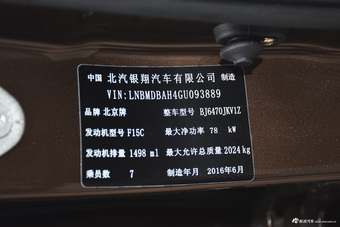 中国 北汽银翔汽车有限公司 制造
VIN:LNBMDBAH4GU093889
品牌 北京牌 整车型号 BJ6470JKV1Z
发动机型号 F15C 最大净功率 78 kW
发动机排量 1498 ml 最大允许总质量 2024 kg
乘员数 7 制造年月 2016年6月